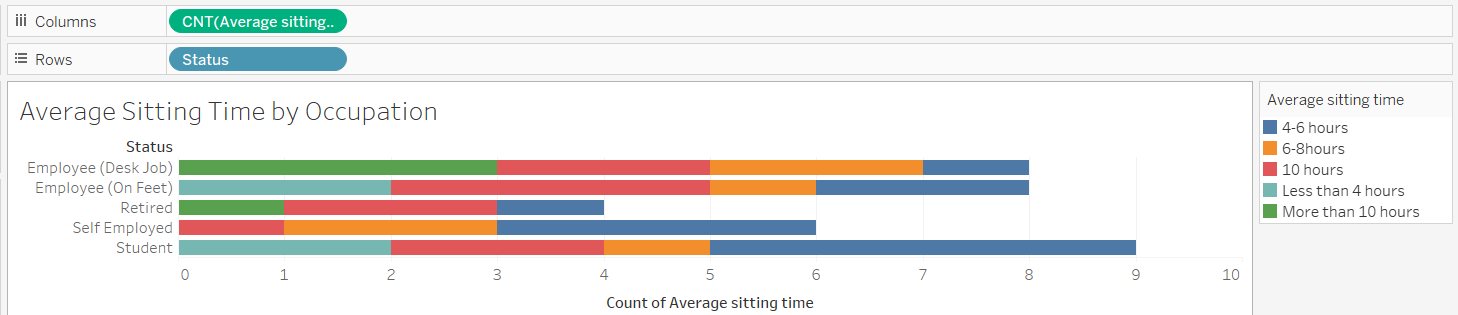 Columns
CNT(Average sitting..
Rows
Status
Average Sitting Time by Occupation
Status
Employee (Desk Job)
Employee (On Feet)
Retired
Self Employed
Student
0 1 2 3 4 5 6 7 8 9 10
Count of Average sitting time
Average sitting time
4-6 hours
6-8hours
10 hours
Less than 4 hours
More than 10 hours